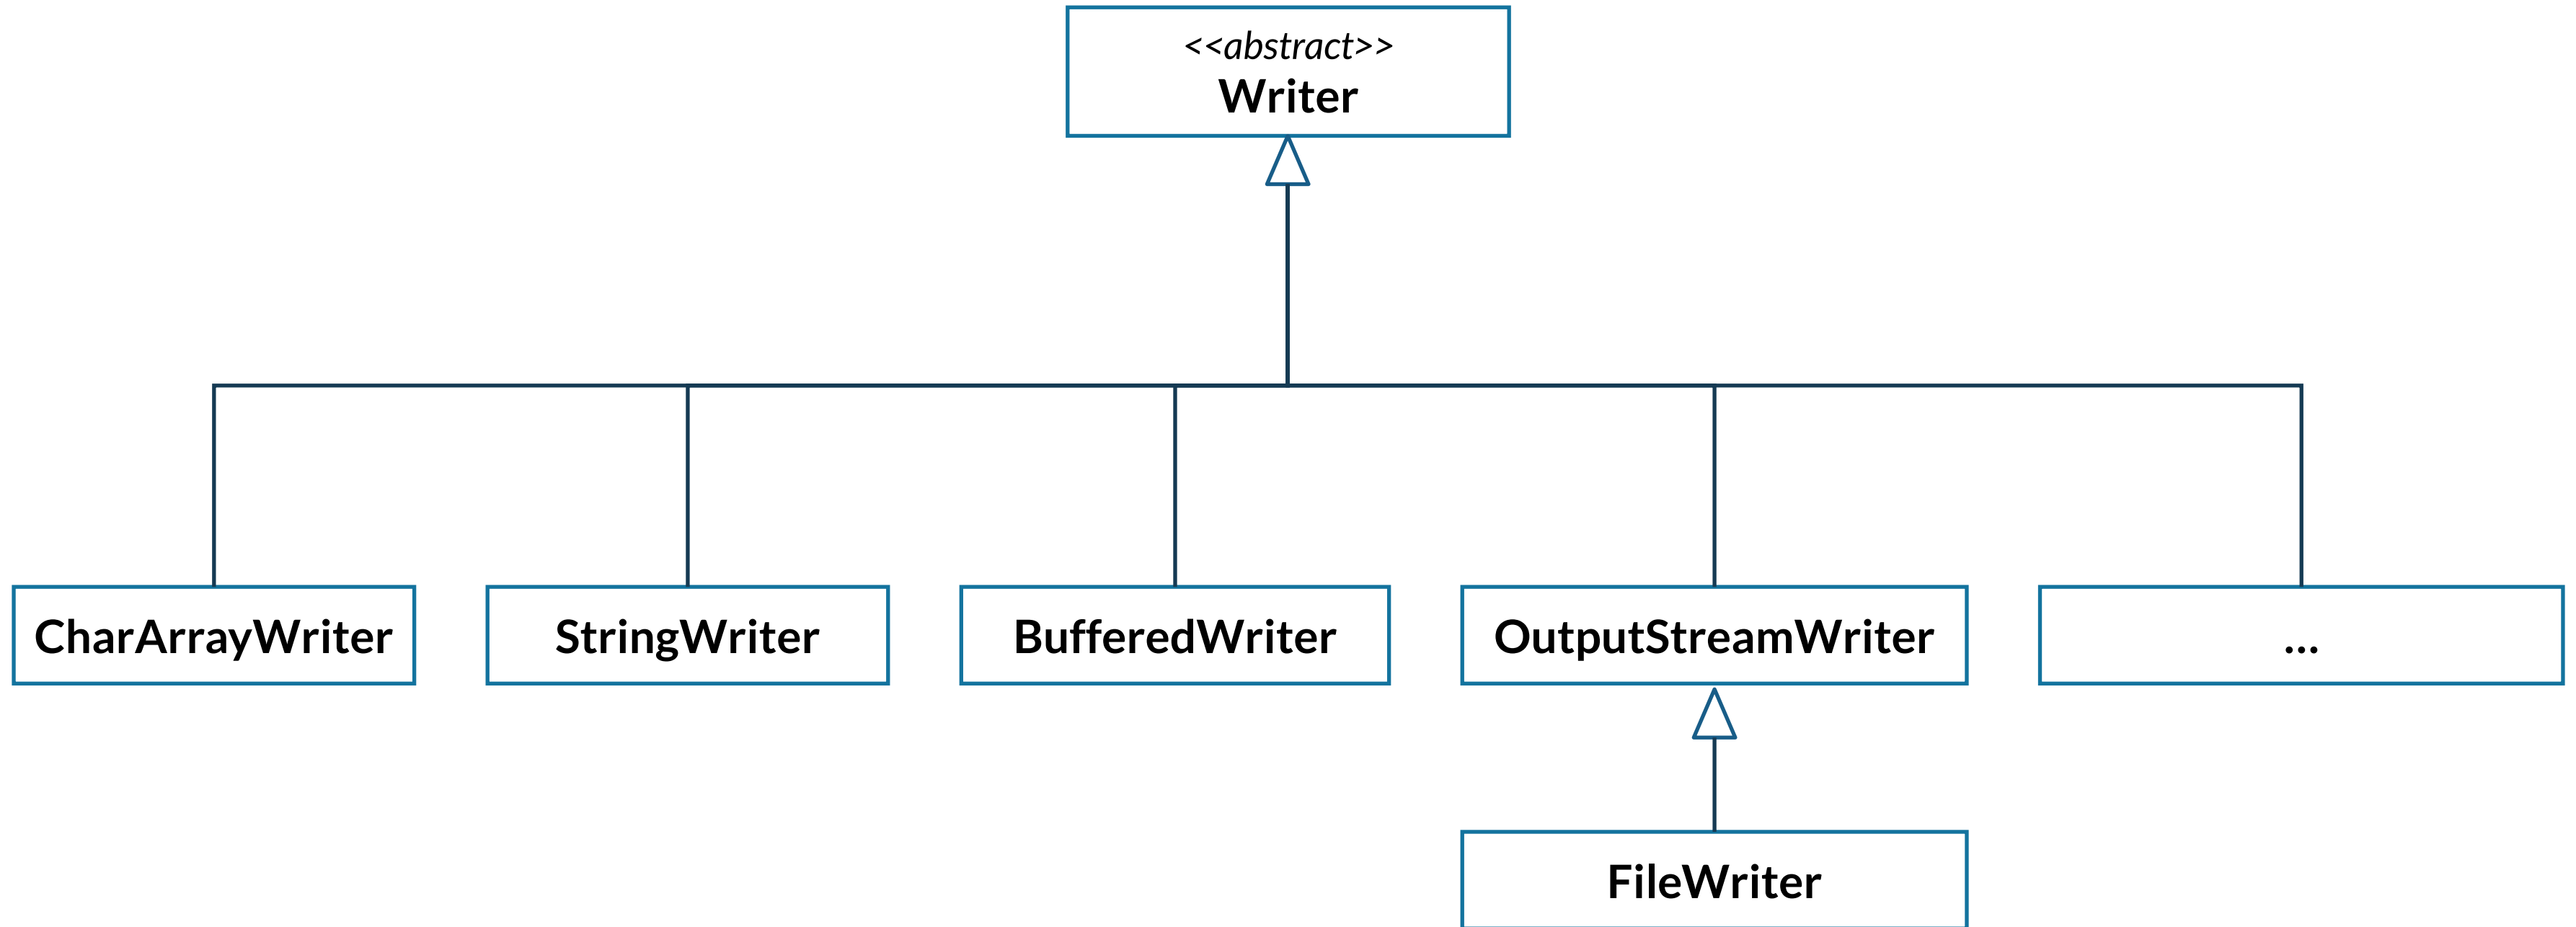 <<abstract>>
Writer
CharArrayWriter
StringWriter
BufferedWriter
OutputStreamWriter
...
FileWriter